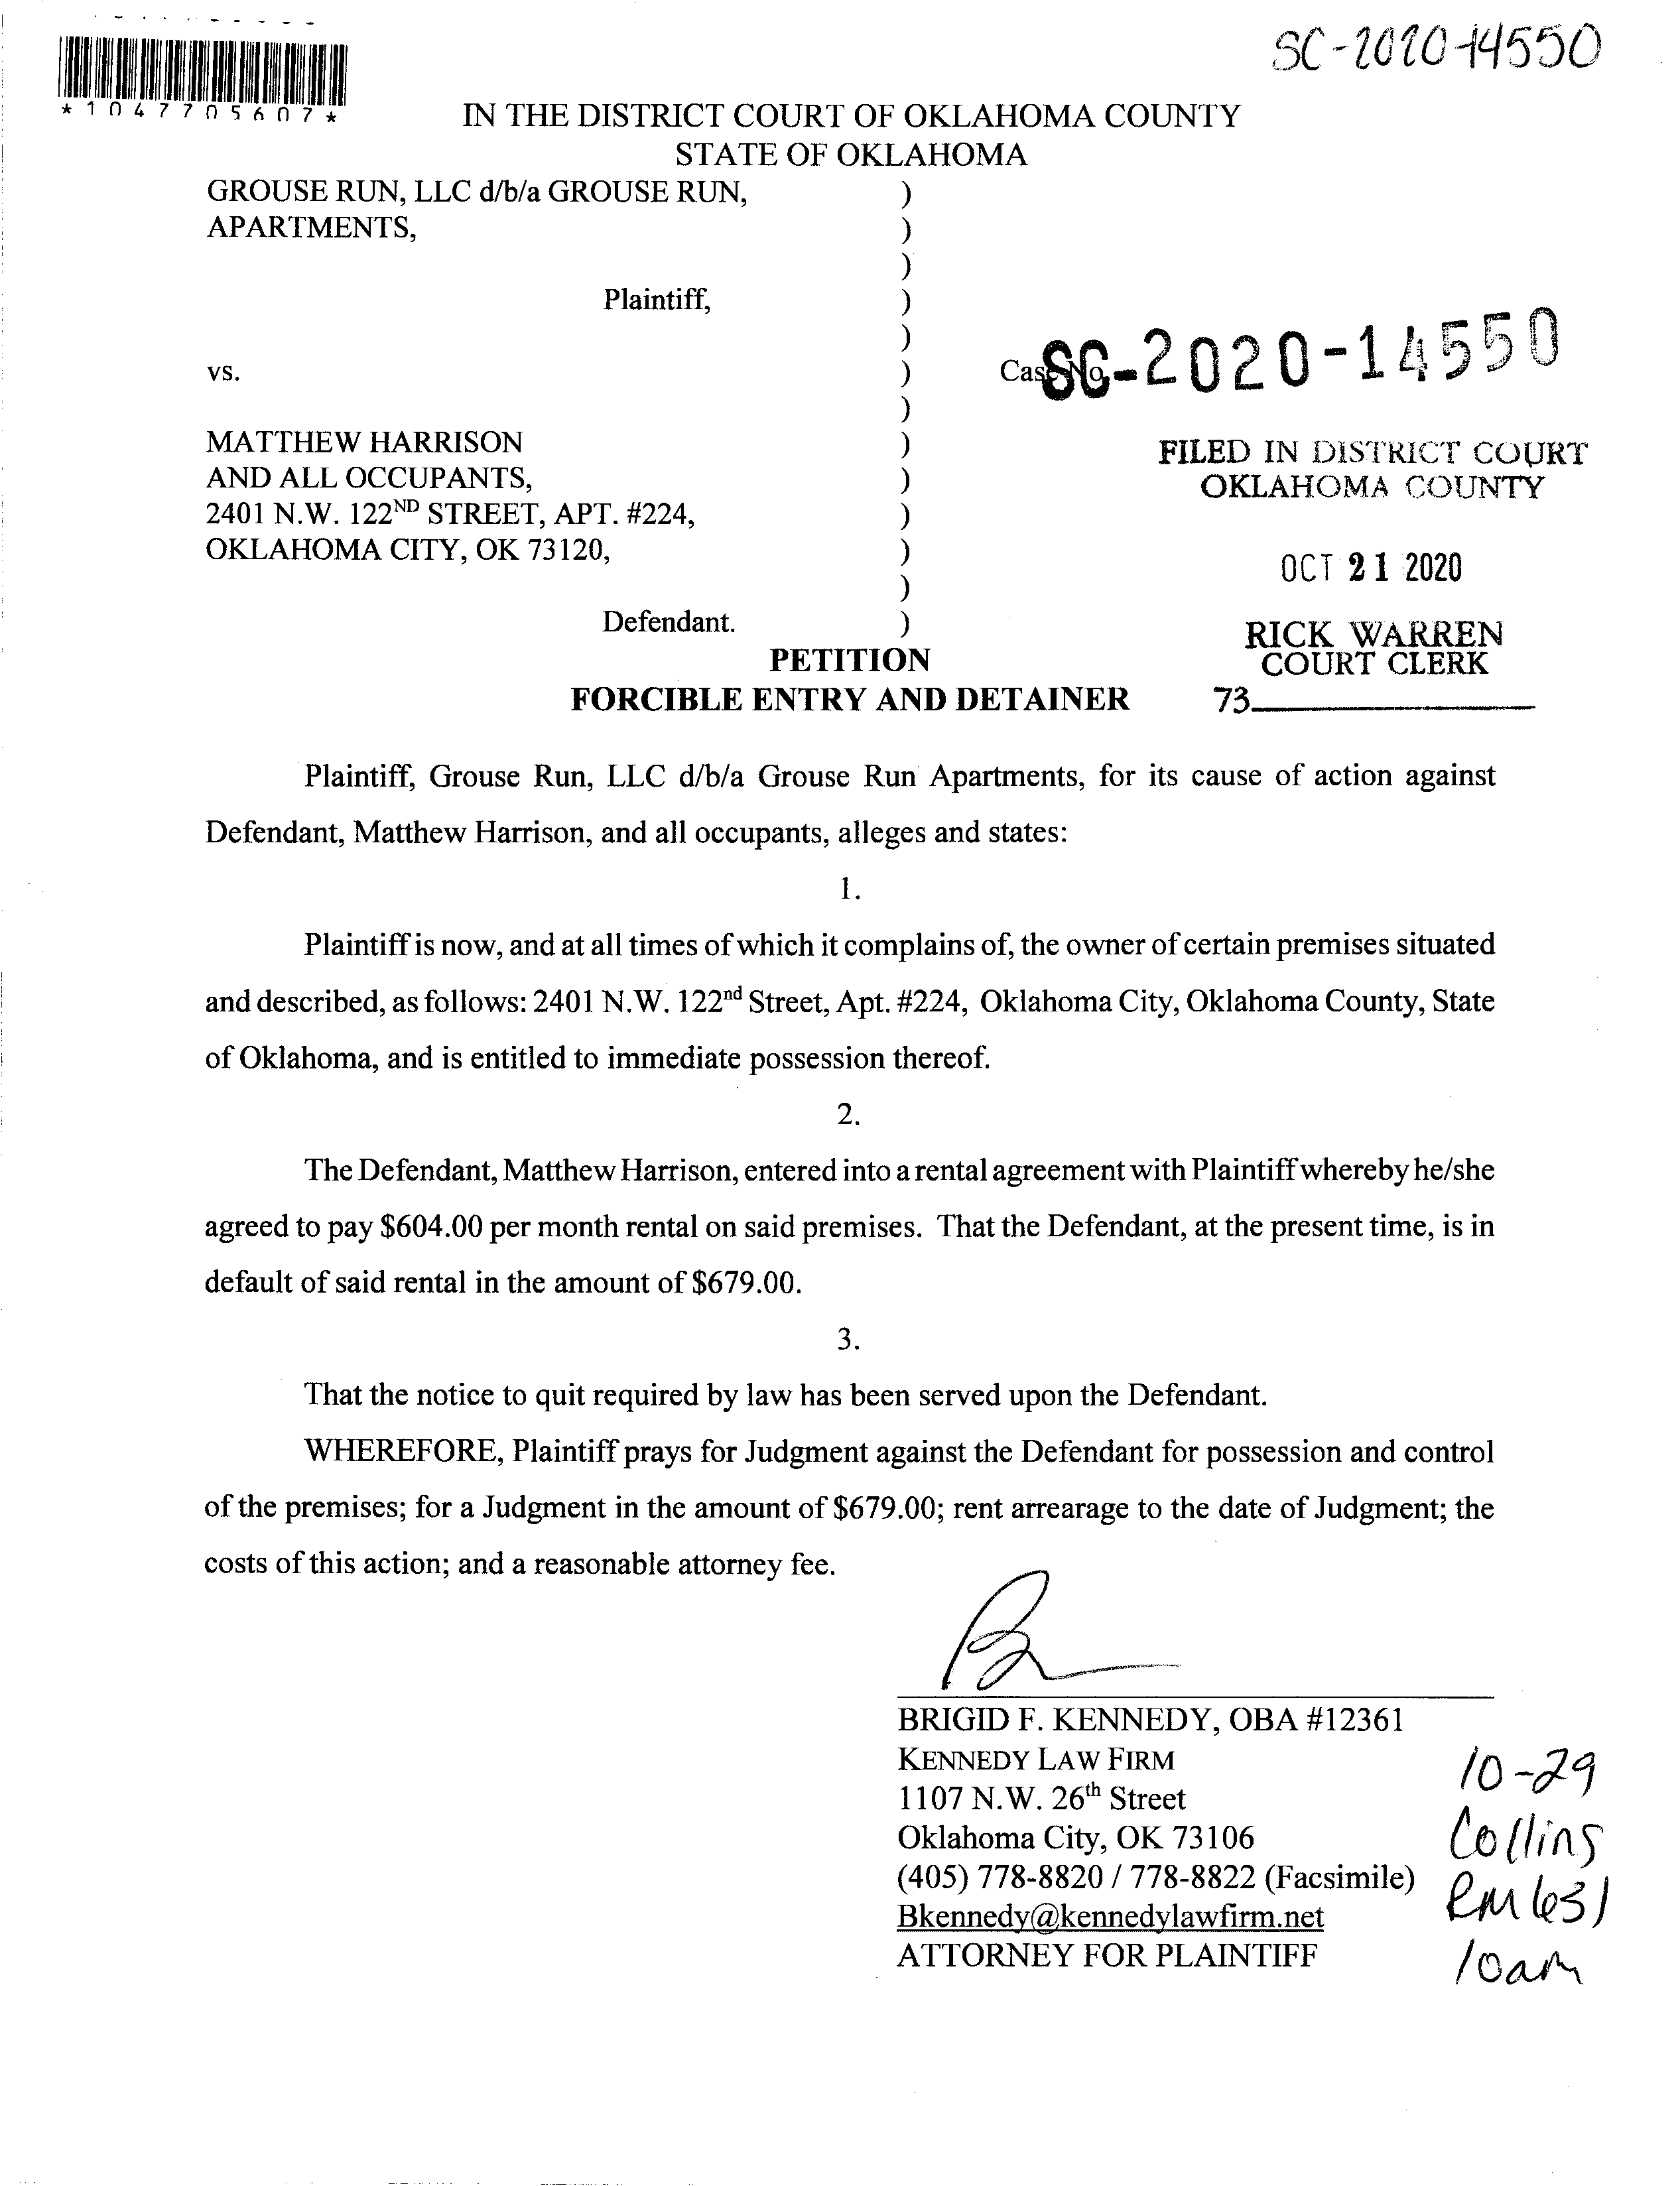 SC-2020-14550
*1047705607*
IN THE DISTRICT COURT OF OKLAHOMA COUNTY
STATE OF OKLAHOMA
GROUSE RUN, LLC d/b/a GROUSE RUN, )
APARTMENTS, )
)
Plaintiff, )
)
vs. ) Case No. SC-2020-14550
)
MATTHEW HARRISON )
AND ALL OCCUPANTS, )
2401 N.W. 122ND STREET, APT. #224, )
OKLAHOMA CITY, OK 73120, )
)
Defendant. )
FILED IN DISTRICT COURT
OKLAHOMA COUNTY
OCT 21 2020
RICK WARREN
COURT CLERK
73
PETITION
FORCIBLE ENTRY AND DETAINER
Plaintiff, Grouse Run, LLC d/b/a Grouse Run Apartments, for its cause of action against
Defendant, Matthew Harrison, and all occupants, alleges and states:
1.
Plaintiff is now, and at all times of which it complains of, the owner of certain premises situated
and described, as follows: 2401 N.W. 122nd Street, Apt. #224, Oklahoma City, Oklahoma County, State
of Oklahoma, and is entitled to immediate possession thereof.
2.
The Defendant, Matthew Harrison, entered into a rental agreement with Plaintiff whereby he/she
agreed to pay $604.00 per month rental on said premises. That the Defendant, at the present time, is in
default of said rental in the amount of $679.00.
3.
That the notice to quit required by law has been served upon the Defendant.
WHEREFORE, Plaintiff prays for Judgment against the Defendant for possession and control
of the premises; for a Judgment in the amount of $679.00; rent arrearage to the date of Judgment; the
costs of this action; and a reasonable attorney fee.
BRIGID F. KENNEDY, OBA #12361
KENNEDY LAW FIRM
1107 N.W. 26th Street
Oklahoma City, OK 73106
(405) 778-8820 / 778-8822 (Facsimile)
Bkennedy@kennedylawfirm.net
ATTORNEY FOR PLAINTIFF
10-29
Collins
RM 631
10am